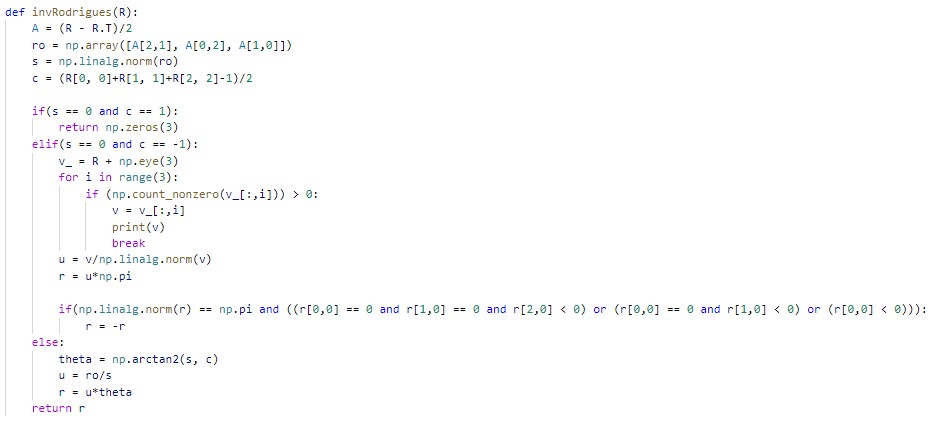 def invRodrigues(R):
    A = (R - R.T)/2
    ro = np.array([A[2,1], A[0,2], A[1,0]])
    s = np.linalg.norm(ro)
    c = (R[0, 0]+R[1, 1]+R[2, 2]-1)/2

    if(s == 0 and c == 1):
        return np.zeros(3)
    elif(s == 0 and c == -1):
        v_ = R + np.eye(3)
        for i in range(3):
            if (np.count_nonzero(v_[:,i])) > 0:
                v = v_[:,i]
                print(v)
                break
        u = v/np.linalg.norm(v)
        r = u*np.pi

        if(np.linalg.norm(r) == np.pi and ((r[0,0] == 0 and r[1,0] == 0 and r[2,0] < 0) or (r[0,0] == 0 and r[1,0] < 0) or (r[0,0] < 0))):
            r = -r
    else:
        theta = np.arctan2(s, c)
        u = ro/s
        r = u*theta
    return r